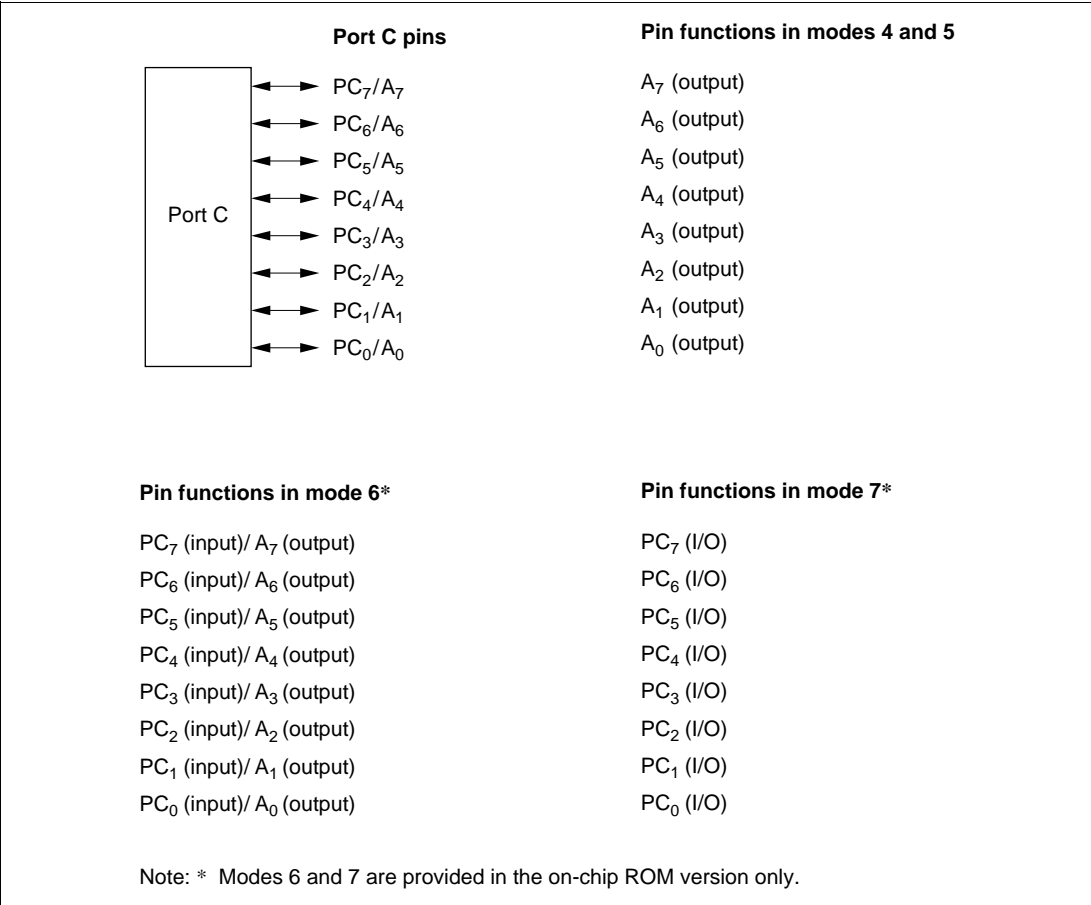 Port C pins Pin functions in modes 4 and 5
Port C
PC7/A7 A7 (output)
PC6/A6 A6 (output)
PC5/A5 A5 (output)
PC4/A4 A4 (output)
PC3/A3 A3 (output)
PC2/A2 A2 (output)
PC1/A1 A1 (output)
PC0/A0 A0 (output)
Pin functions in mode 6* Pin functions in mode 7*
PC7 (input)/ A7 (output) PC7 (I/O)
PC6 (input)/ A6 (output) PC6 (I/O)
PC5 (input)/ A5 (output) PC5 (I/O)
PC4 (input)/ A4 (output) PC4 (I/O)
PC3 (input)/ A3 (output) PC3 (I/O)
PC2 (input)/ A2 (output) PC2 (I/O)
PC1 (input)/ A1 (output) PC1 (I/O)
PC0 (input)/ A0 (output) PC0 (I/O)
Note: * Modes 6 and 7 are provided in the on-chip ROM version only.